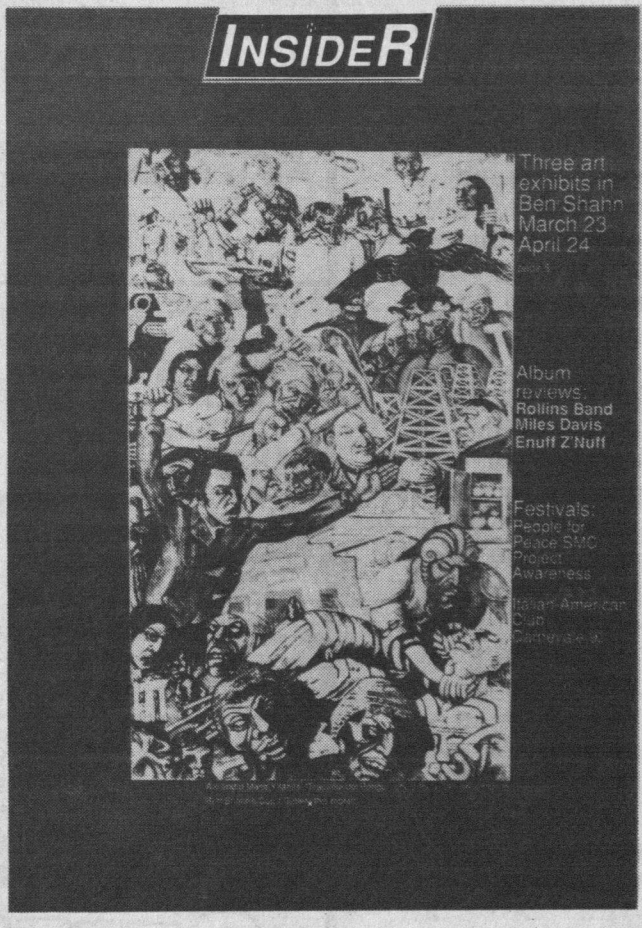 INSiDER
Three art
exhibits in
Ben Shahn
March 23
April 24
Album
reviews:
Rollins Band
Miles Davis
Enuff Z'Nuff
Festivals:
People for
Peace SMC
Project
Awareness
Italian-American
Club